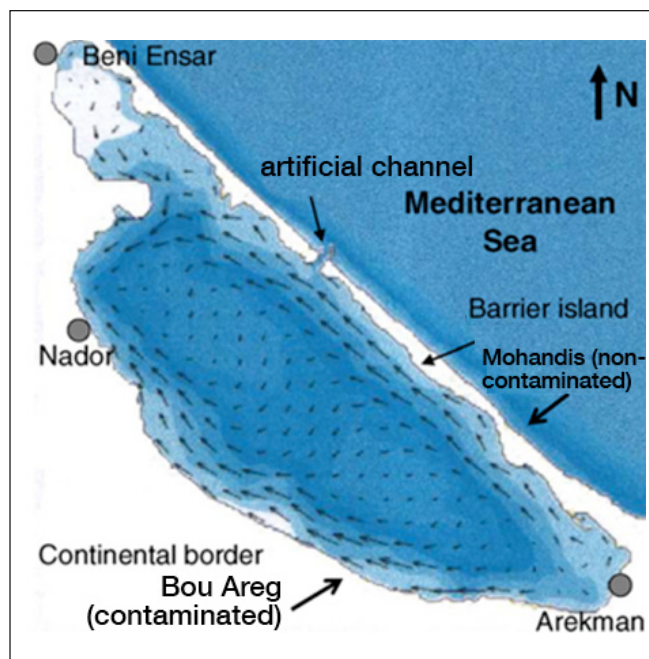 Beni Ensar
N
artificial channel
Mediterranean
Sea
Barrier island
Nador
Mohandis (non-
contaminated)
Continental border
Bou Areg
(contaminated)
Arekman